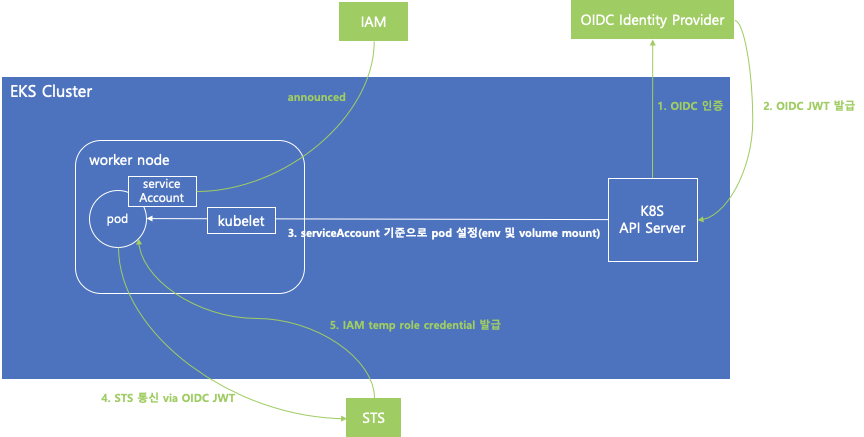 IAM
OIDC Identity Provider
EKS Cluster
announced
1. OIDC 인증
2. OIDC JWT 발급
worker node
service
Account
pod
kubelet
K8S
API Server
3. serviceAccount 기준으로 pod 설정(env 및 volume mount)
5. IAM temp role credential 발급
4. STS 통신 via OIDC JWT
STS